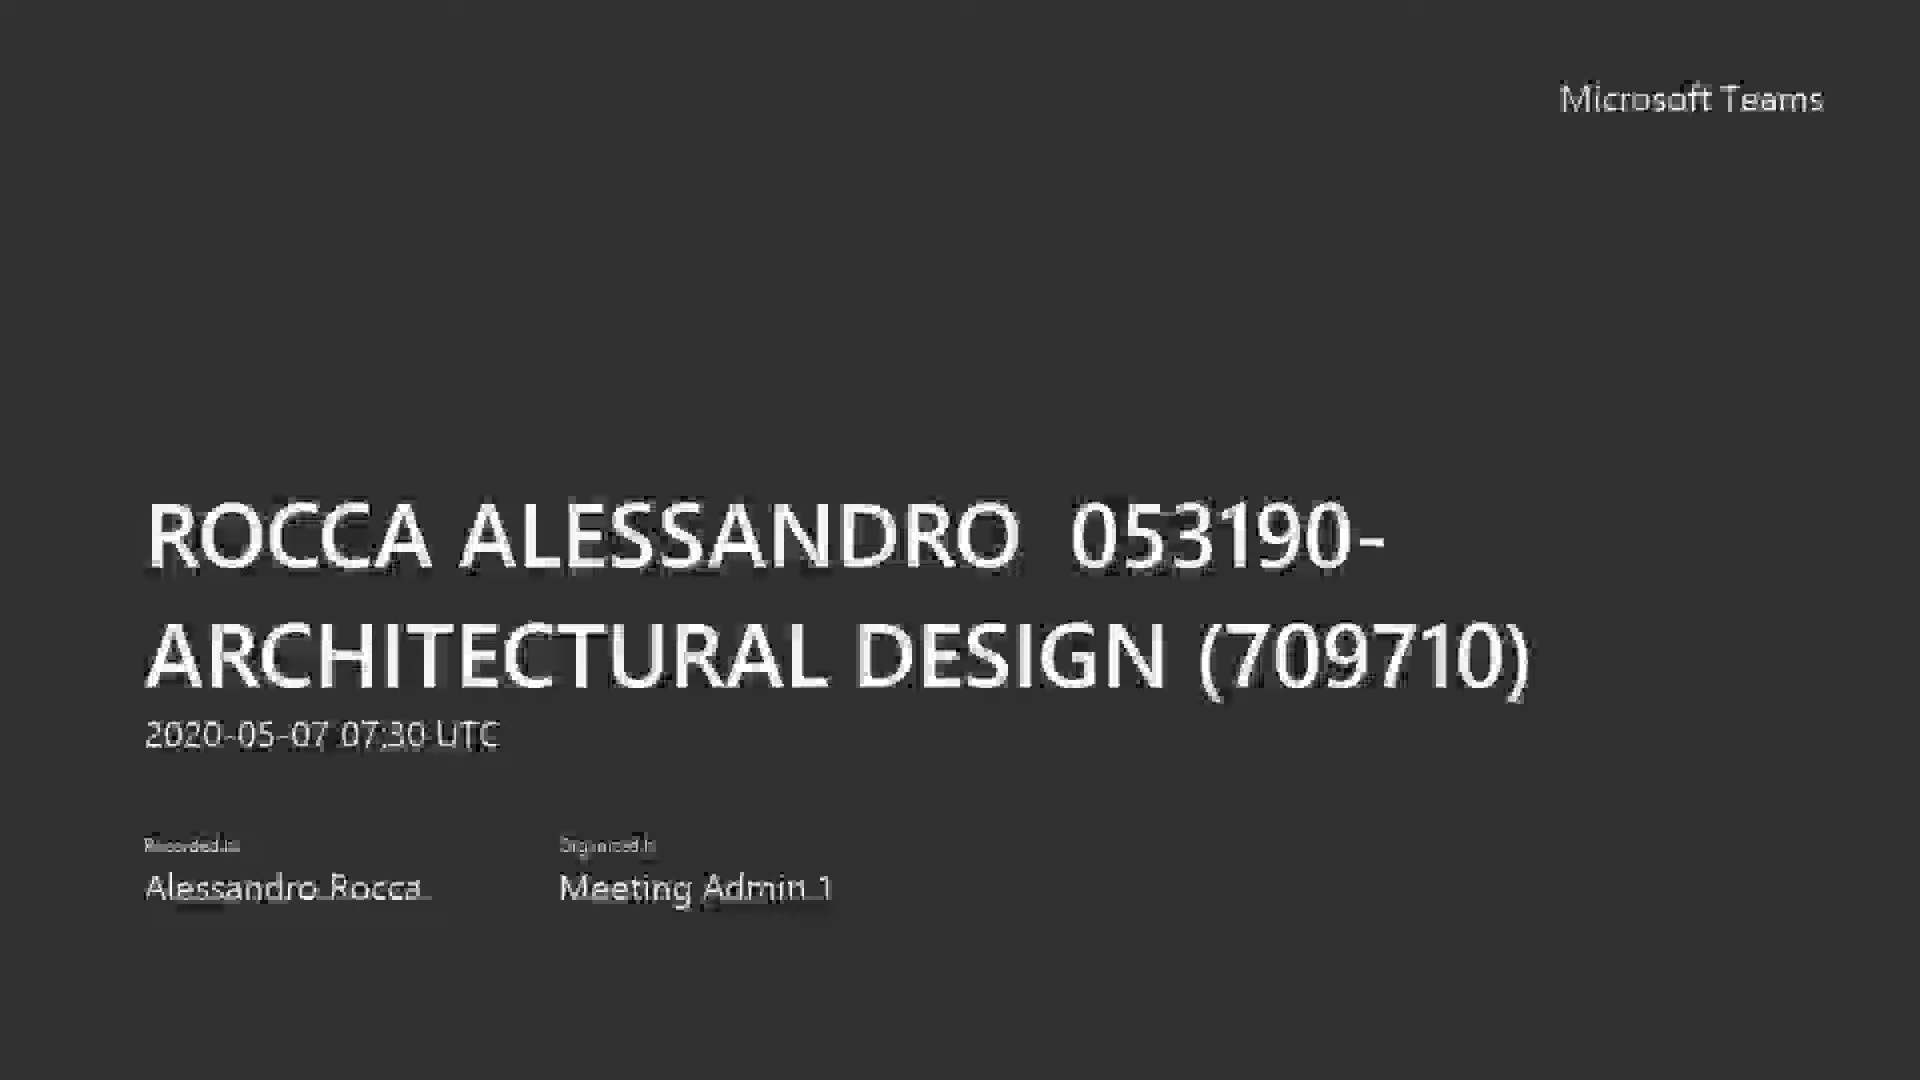 Microsoft Teams
ROCCA ALESSANDRO  053190-
ARCHITECTURAL DESIGN (709710)
2020-05-07 07:30 UTC
Alessandro Rocca
Meeting Admin 1